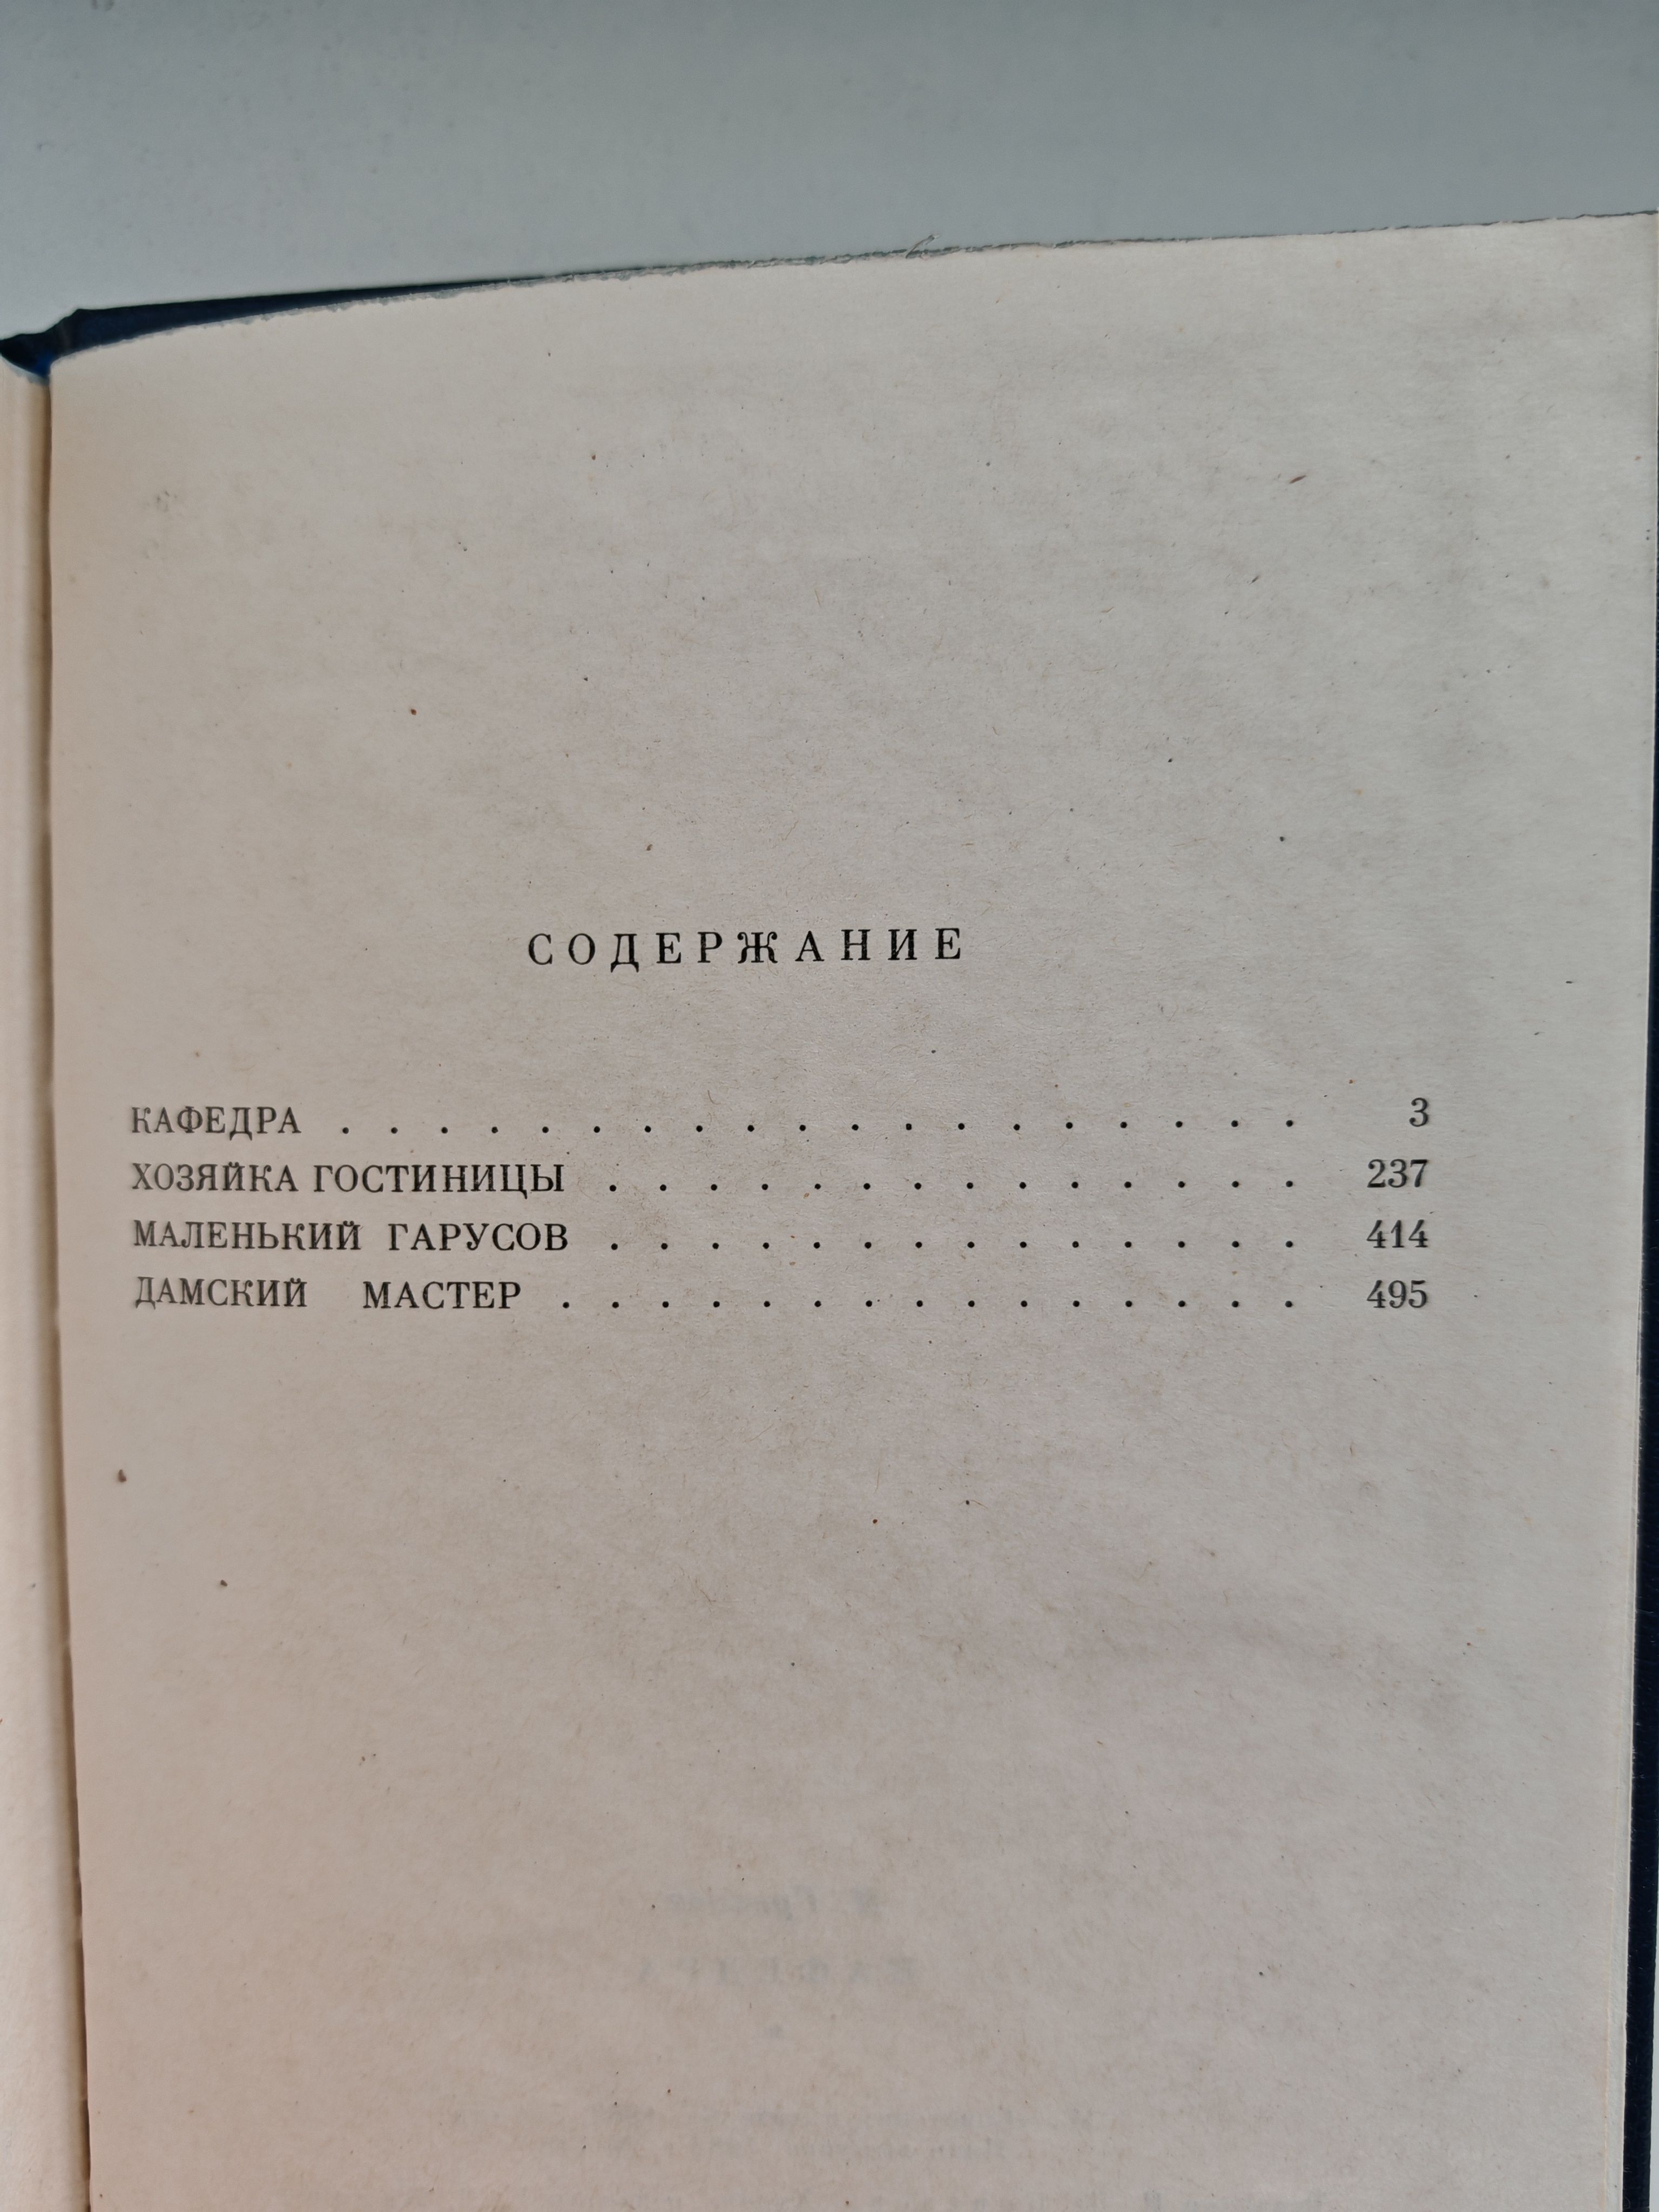 СОДЕРЖАНИЕ
КАФЕДРА . . . . . . . . . . . . . . . . . . . 3
ХОЗЯЙКА ГОСТИНИЦЫ . . . . . . . . . . . . . . 237
МАЛЕНЬКИЙ ГАРУСОВ . . . . . . . . . . . . . . 414
ДАМСКИЙ МАСТЕР . . . . . . . . . . . . . . . 495